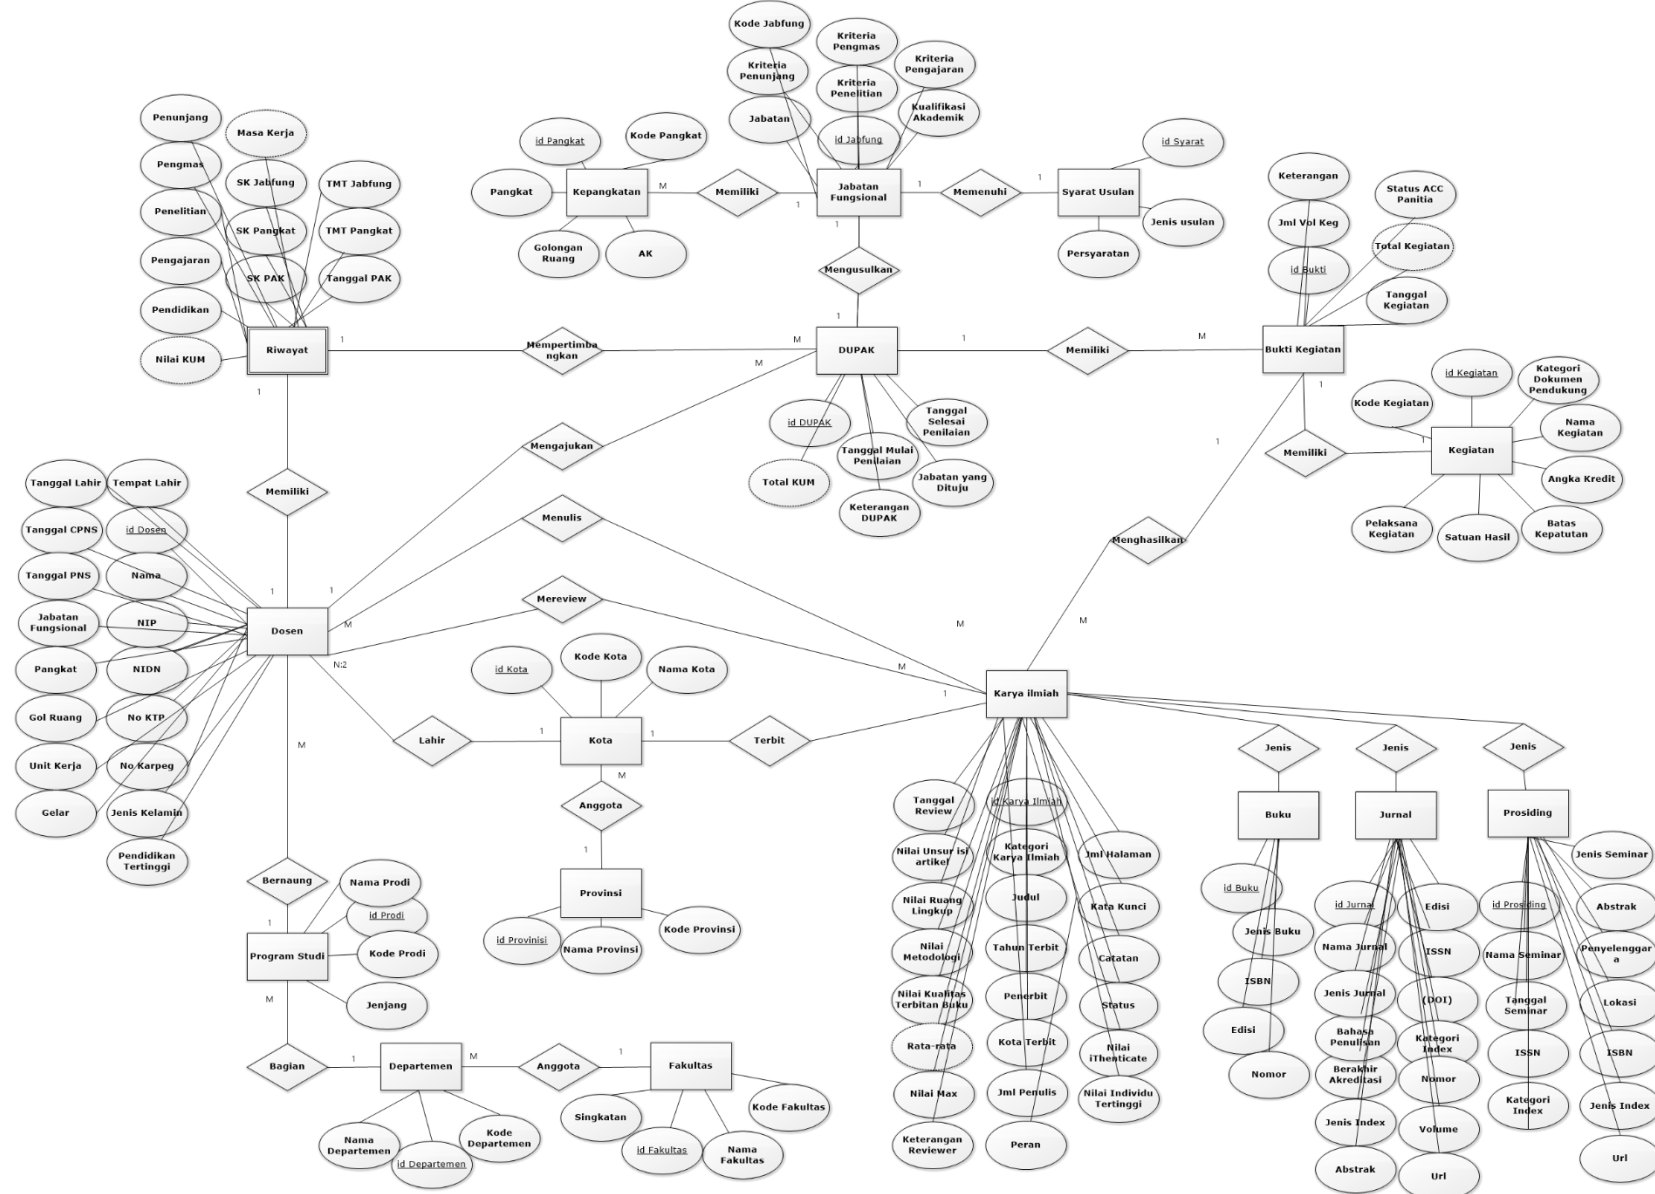 Kode Jabfung
Kriteria
Pengmas
Kriteria
Penunjang
Kriteria
Pengajaran
Kriteria
Penelitian
Jabatan
Kualifikasi
Akademik
id Jabfung
Penunjang
Masa Kerja
Pengmas
SK Jabfung
TMT Jabfung
Penelitian
SK Pangkat
TMT Pangkat
Pengajaran
SK PAK
Tanggal PAK
Pendidikan
Nilai KUM
Riwayat
id Pangkat
Kode Pangkat
Pangkat
Kepangkatan
Golongan
Ruang
AK
M
Memiliki
1
Jabatan
Fungsional
1
Memenuhi
1
Syarat Usulan
id Syarat
Jenis usulan
Persyaratan
1
Mengusulkan
1
Keterangan
Status ACC
Panitia
Jml Vol Keg
Total Kegiatan
id Bukti
Tanggal
Kegiatan
1
Mempertimba
ngkan
M
DUPAK
1
Memiliki
M
Bukti Kegiatan
M
1
1
id DUPAK
Tanggal
Selesai
Penilaian
Tanggal Mulai
Penilaian
Total KUM
Jabatan yang
Dituju
Keterangan
DUPAK
Mengajukan
id Kegiatan
Kategori
Dokumen
Pendukung
Kode Kegiatan
Nama
Kegiatan
1
Memiliki
Kegiatan
Angka Kredit
Pelaksana
Kegiatan
Satuan Hasil
Batas
Kepatutan
1
Menghasilkan
M
Memiliki
1
Menulis
Mereview
Tanggal Lahir
Tempat Lahir
Tanggal CPNS
id Dosen
Tanggal PNS
Nama
Jabatan
Fungsional
NIP
Pangkat
NIDN
Gol Ruang
No KTP
Unit Kerja
No Karpeg
Gelar
Jenis Kelamin
Pendidikan
Tertinggi
Dosen
1
M
N:2
M
M
M
1
id Kota
Kode Kota
Nama Kota
Lahir
1
Kota
1
Terbit
Karya ilmiah
M
Anggota
1
Provinsi
id Provinisi
Nama Provinsi
Kode Provinsi
Bernaung
1
Nama Prodi
id Prodi
Program Studi
Kode Prodi
Jenjang
M
Bagian
1
Departemen
M
Anggota
1
Fakultas
Nama
Departemen
id Departemen
Kode
Departemen
Singkatan
id Fakultas
Nama
Fakultas
Kode Fakultas
Tanggal
Review
id Karya Ilmiah
Nilai Unsur isi
artikel
Kategori
Karya Ilmiah
Jml Halaman
Nilai Ruang
Lingkup
Judul
Kata Kunci
Nilai
Metodologi
Tahun Terbit
Catatan
Nilai Kualitas
Terbitan Buku
Penerbit
Status
Rata-rata
Kota Terbit
Nilai
iThenticate
Nilai Max
Jml Penulis
Nilai Individu
Tertinggi
Keterangan
Reviewer
Peran
Jenis
Jenis
Jenis
Buku
Jurnal
Prosiding
id Buku
Jenis Buku
ISBN
Edisi
Nomor
id Jurnal
Edisi
Nama Jurnal
ISSN
Jenis Jurnal
(DOI)
Bahasa
Penulisan
Kategori
Index
Berakhir
Akreditasi
Nomor
Jenis Index
Volume
Abstrak
Url
Jenis Seminar
id Prosiding
Abstrak
Nama Seminar
Penyelenggar
a
Tanggal
Seminar
Lokasi
ISSN
ISBN
Kategori
Index
Jenis Index
Url